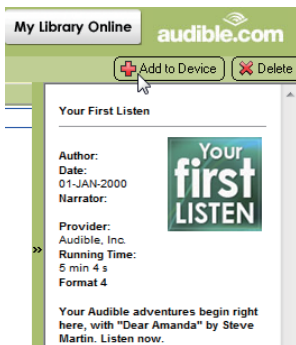 My Library Online
audible.com
Add to Device
Delete
Your First Listen
Author:
Date:
01-JAN-2000
Narrator:
Your
first
LISTEN
Provider:
Audible, Inc.
Running Time:
5 min 4 s
Format 4
»
Your Audible adventures begin right
here, with "Dear Amanda" by Steve
Martin. Listen now.